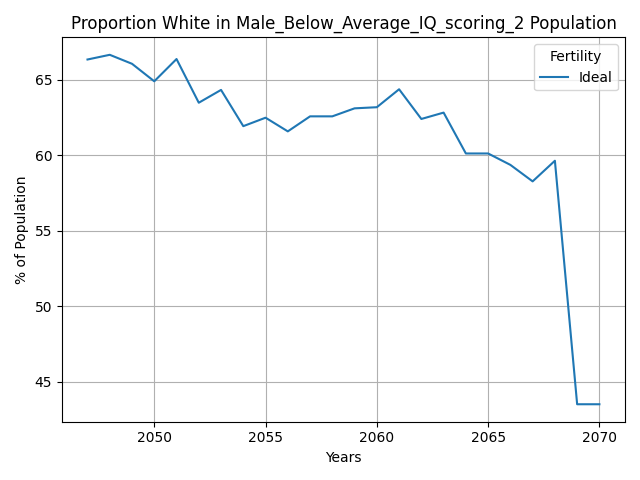 Proportion White in Male_Below_Average_IQ_scoring_2 Population
Fertility
Ideal
% of Population
65
60
55
50
45
2050 2055 2060 2065 2070
Years